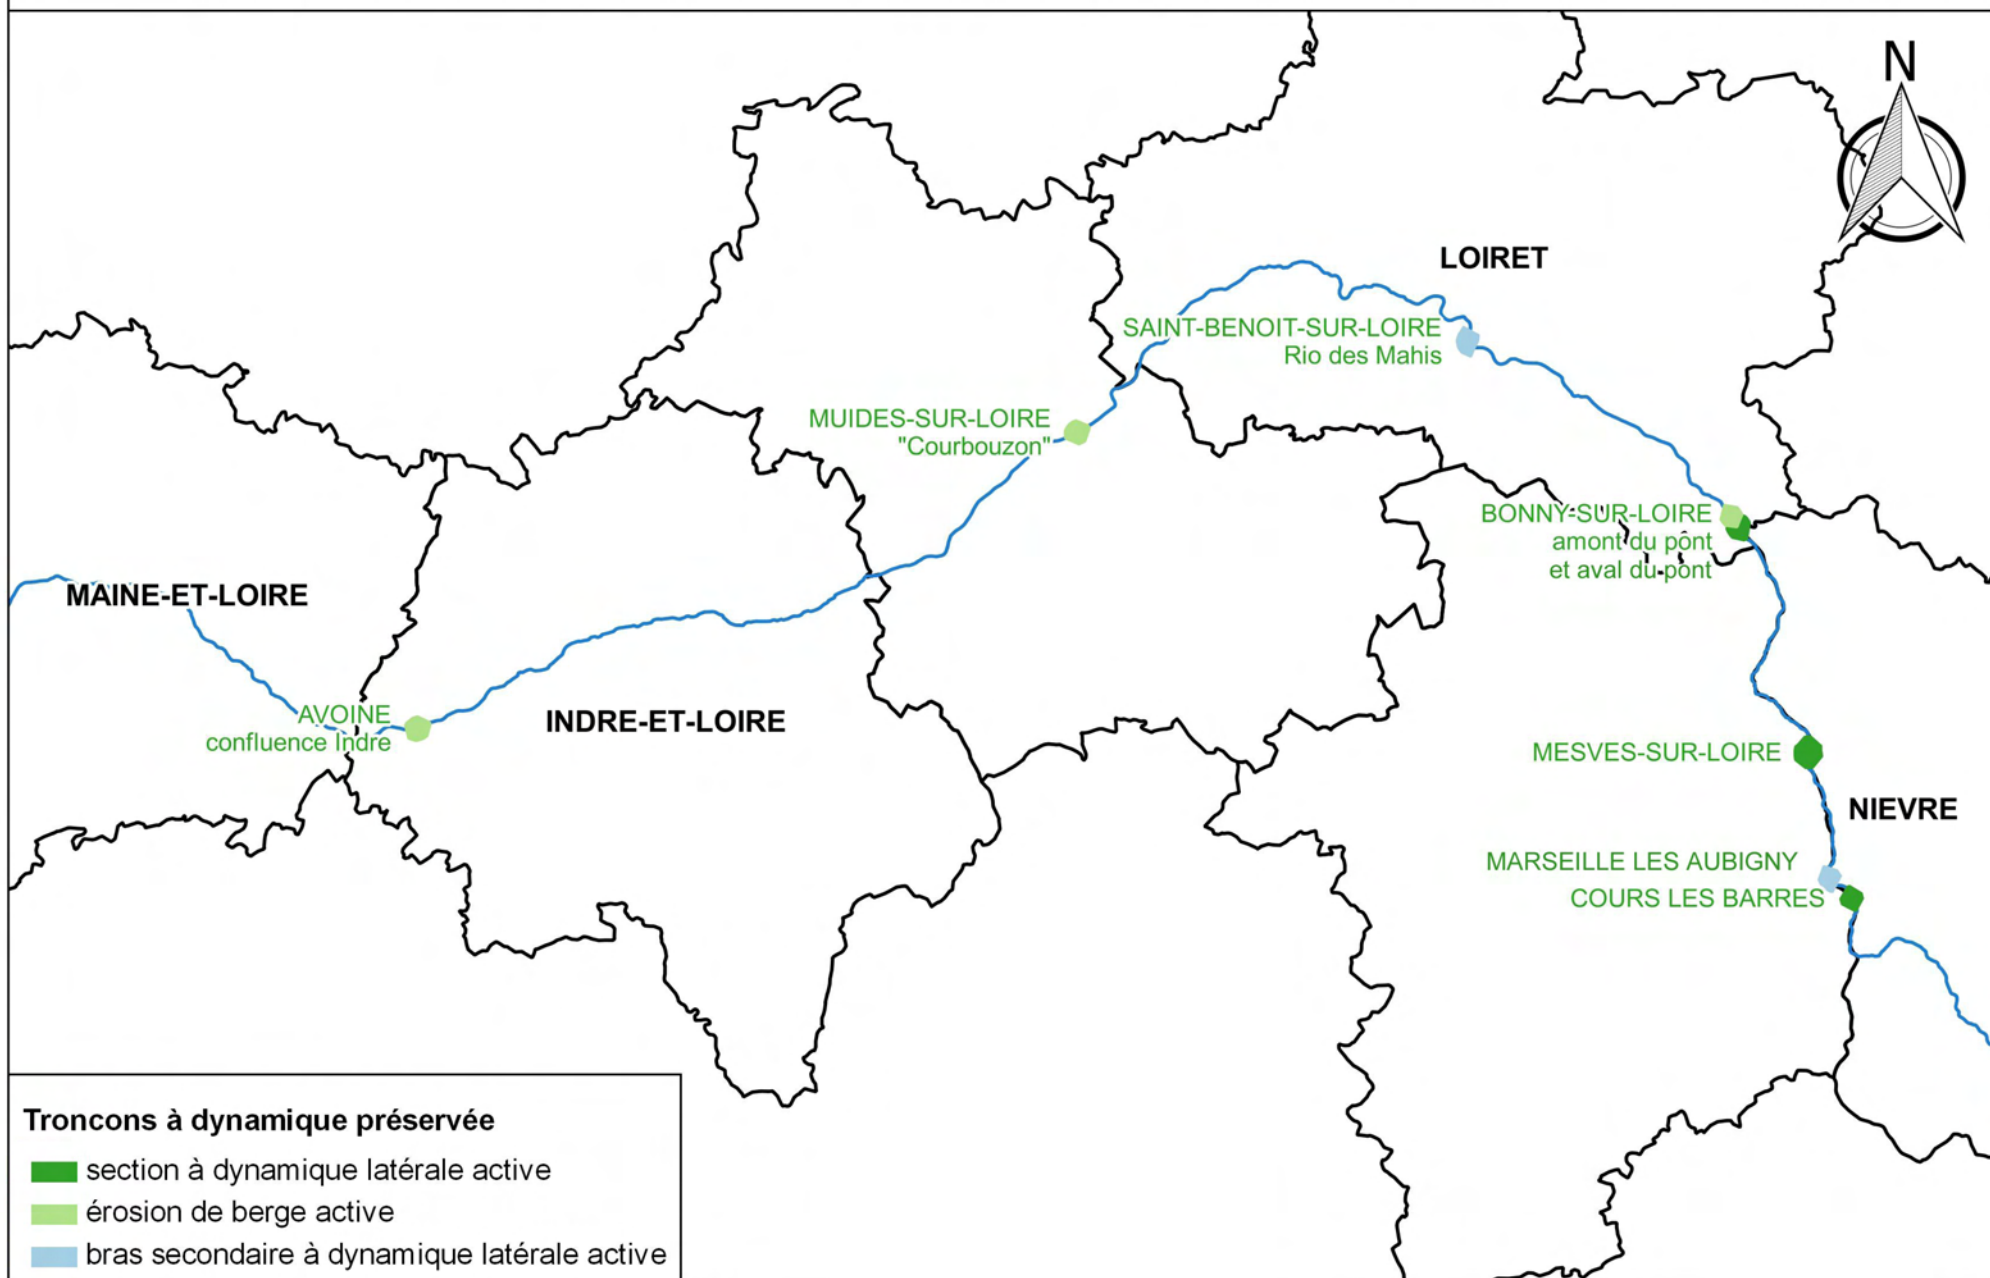 N
LOIRET
SAINT-BENOIT-SUR-LOIRE
Rio des Mahis
MUIDES-SUR-LOIRE
"Courbouzon"
BONNY-SUR-LOIRE
amont du pont
et aval du pont
MAINE-ET-LOIRE
AVOINE
confluence Indre
INDRE-ET-LOIRE
MESVES-SUR-LOIRE
NIEVRE
MARSEILLE LES AUBIGNY
COURS LES BARRES
Troncons à dynamique préservée
section à dynamique latérale active
érosion de berge active
bras secondaire à dynamique latérale active